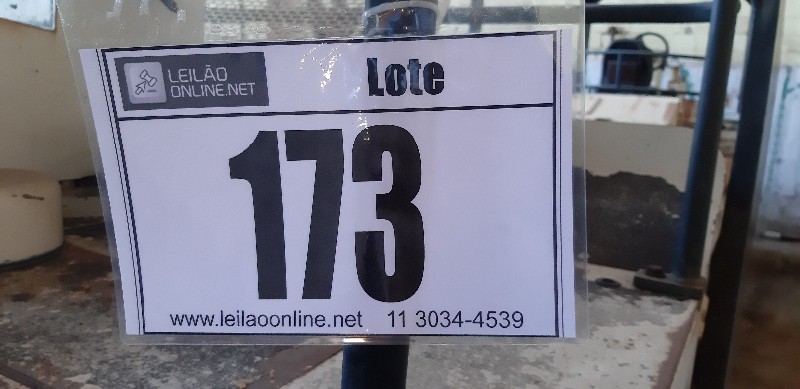 LEILÃO
ONLINE.NET
Lote
173
www.leilaoonline.net 11 3034-4539